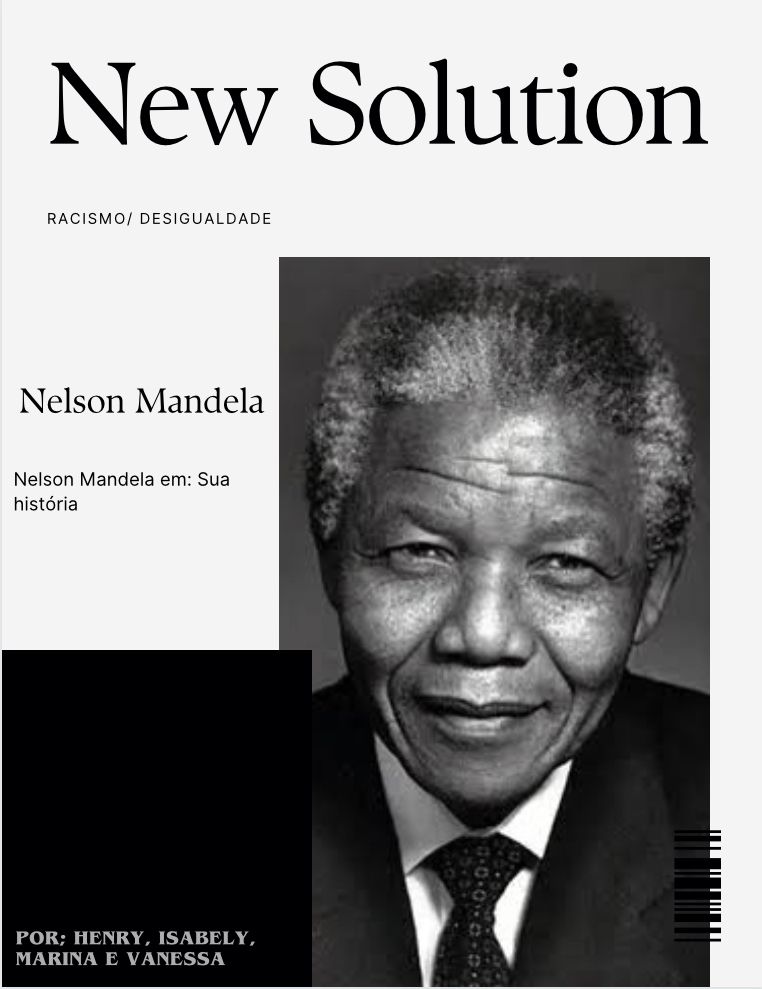 New Solution
RACISMO/ DESIGUALDADE
Nelson Mandela
Nelson Mandela em: Sua
história
POR; HENRY, ISABELY,
MARINA E VANESSA